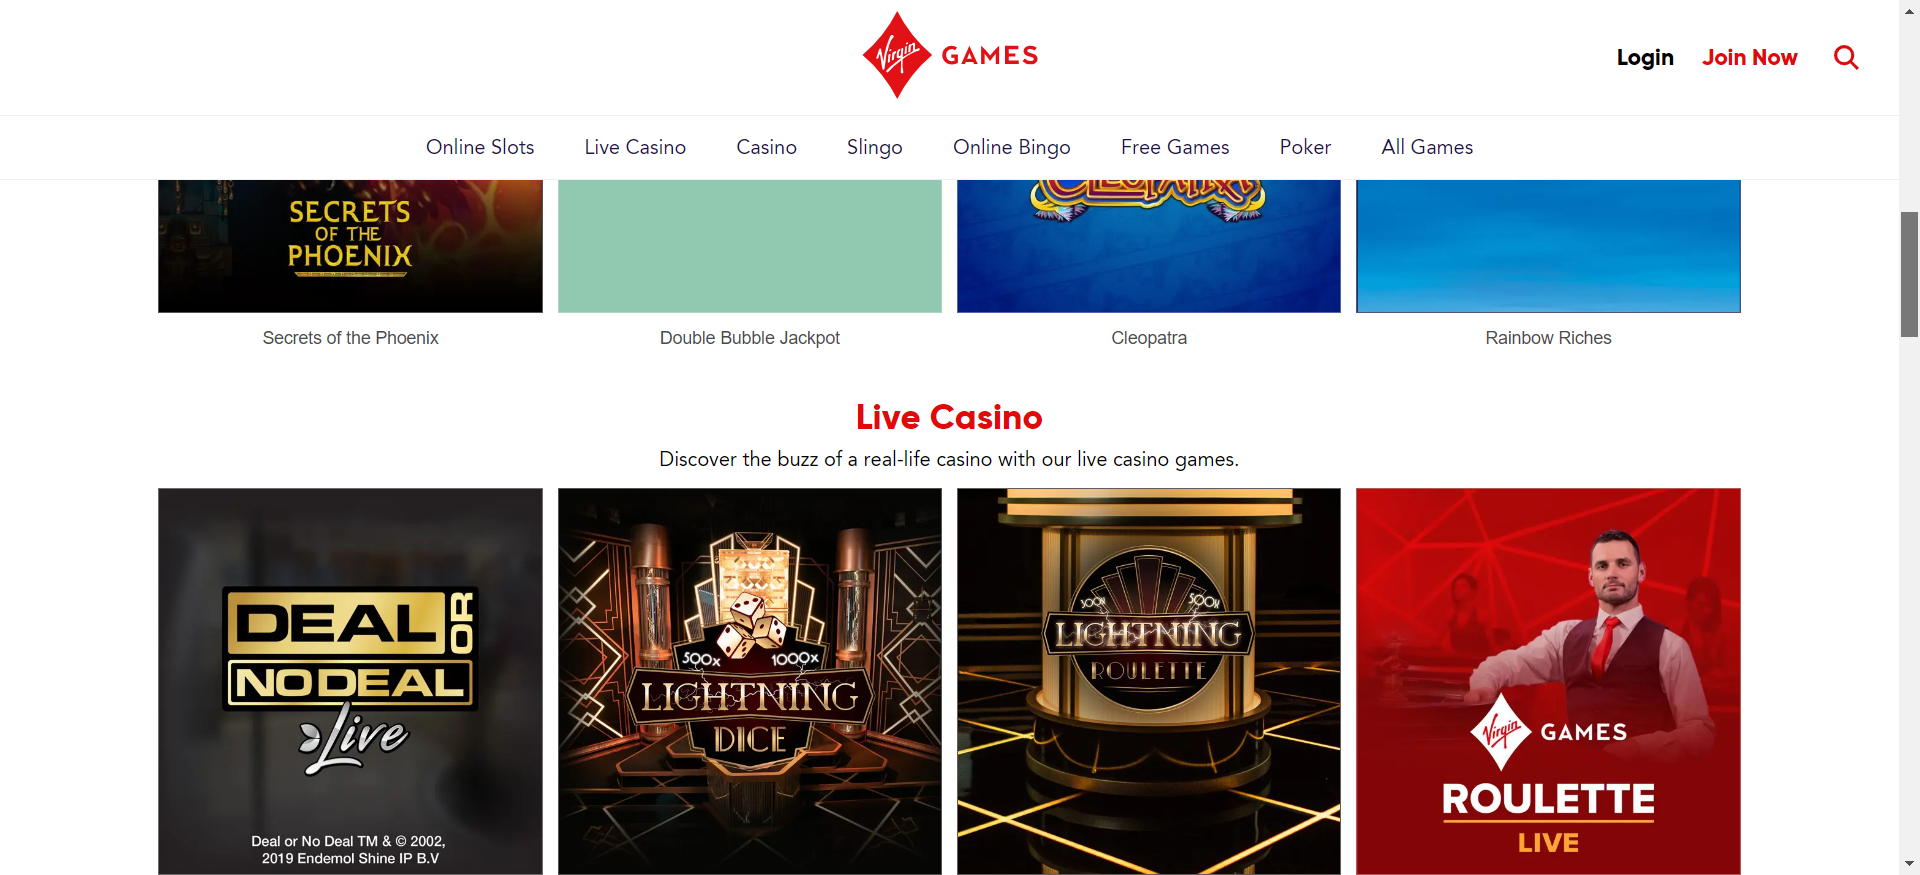 Virgin GAMES
Login Join Now
Online Slots Live Casino Casino Slingo Online Bingo Free Games Poker All Games
SECRETS
OF THE
PHOENIX
CLEOPATRA
Secrets of the Phoenix Double Bubble Jackpot Cleopatra Rainbow Riches
Live Casino
Discover the buzz of a real-life casino with our live casino games.
DEAL OR
NO DEAL
Live
Deal or No Deal TM & © 2002,
2019 Endemol Shine IP B.V
500x 1000x
LIGHTNING
DICE
300X 500X
LIGHTNING
ROULETTE
Virgin GAMES
ROULETTE
LIVE